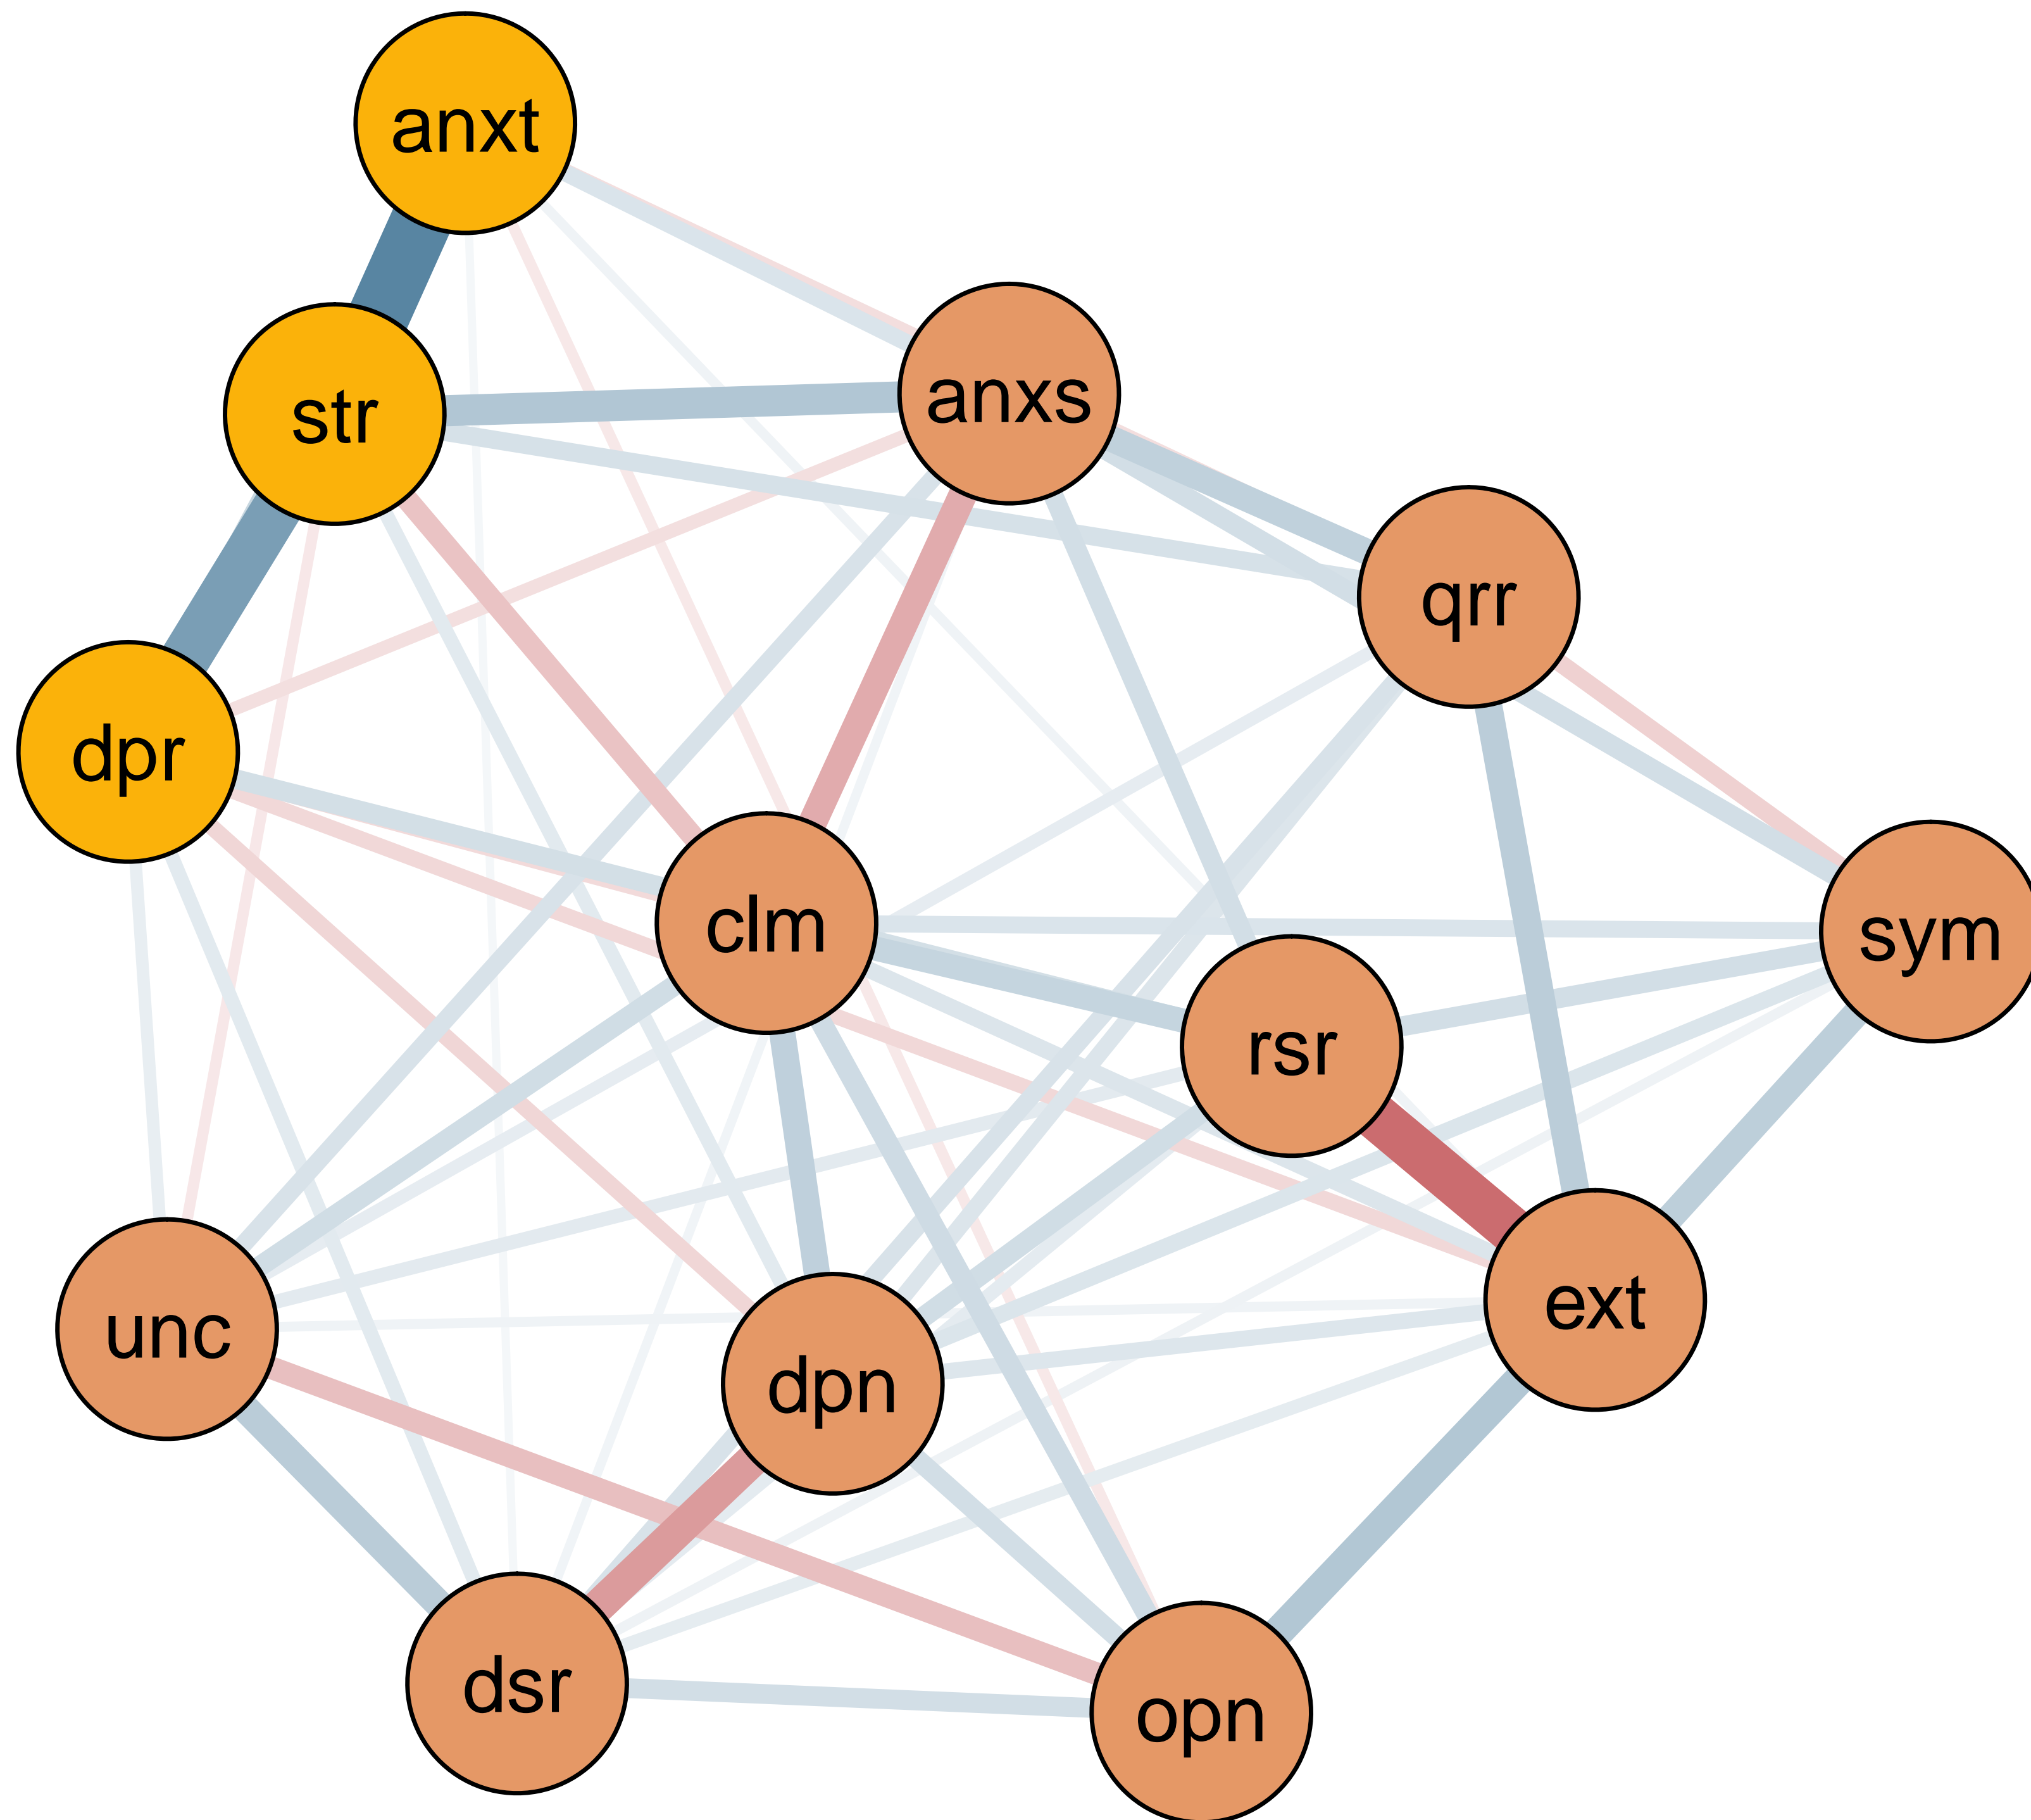 anxt
str
anxs
qrr
dpr
clm
sym
rsr
ext
unc
dpn
dsr
opn